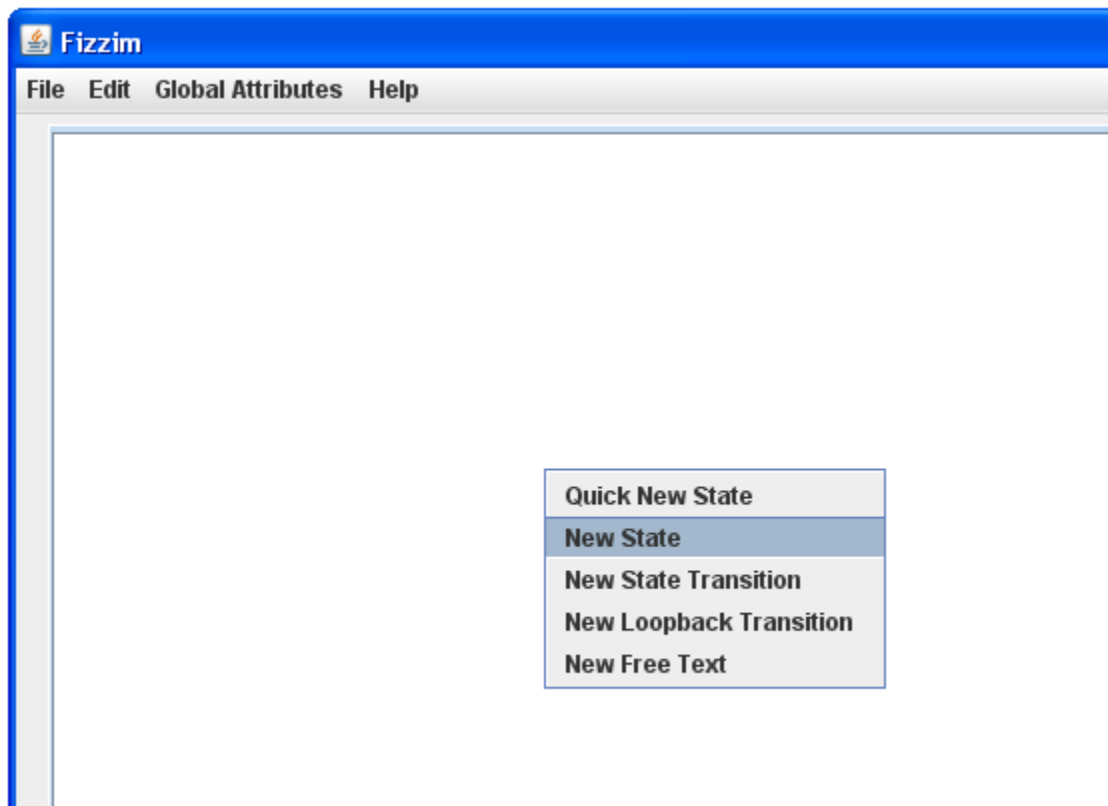 Fizzim
File Edit Global Attributes Help
Quick New State
New State
New State Transition
New Loopback Transition
New Free Text